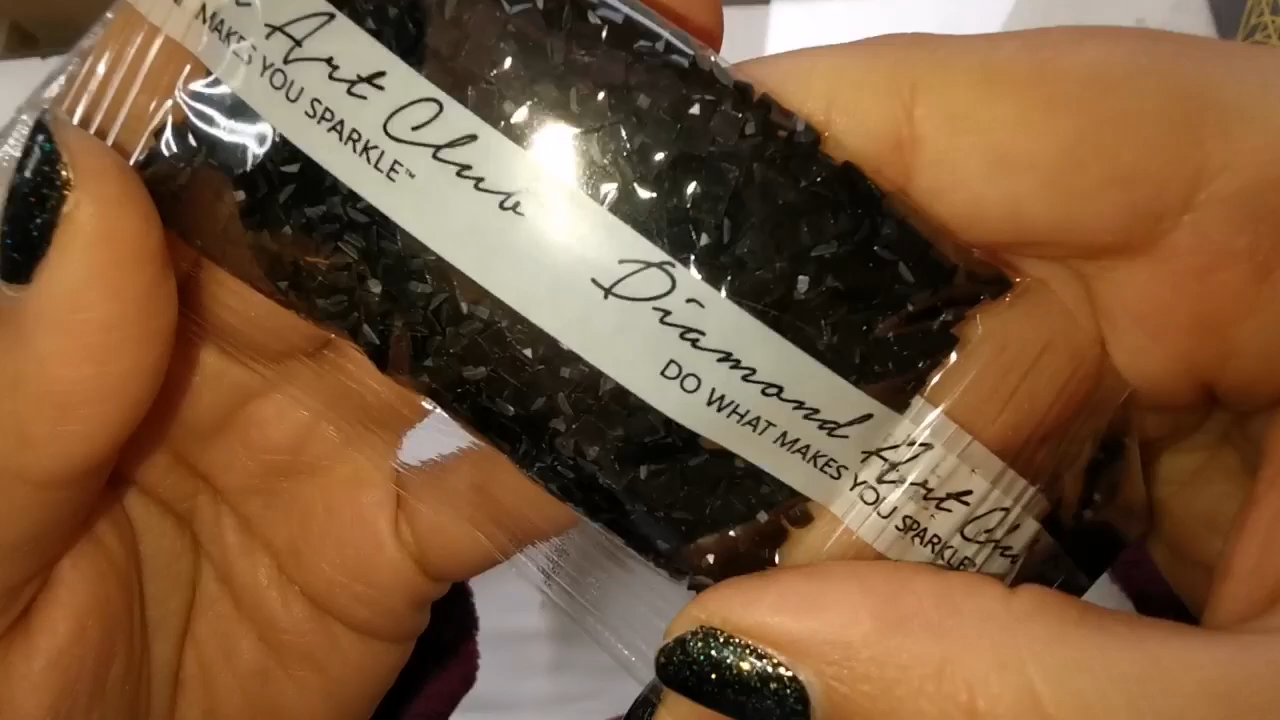 Art Club
MAKES YOU SPARKLE™
Diamond Art Clu
DO WHAT MAKES YOU SPARKLE